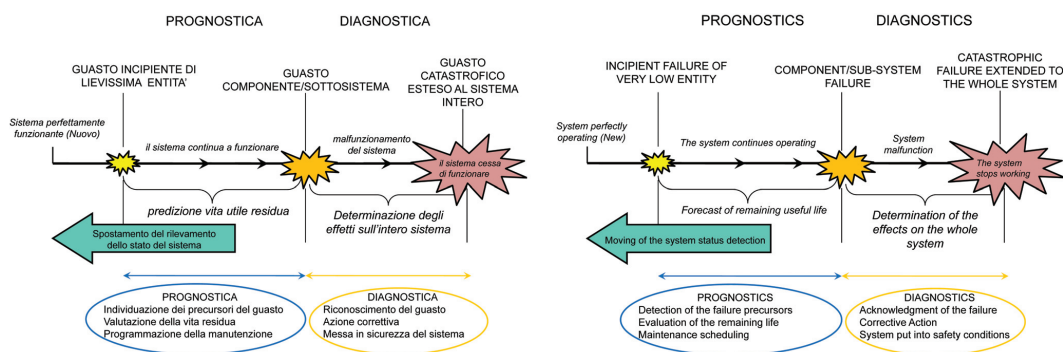 PROGNOSTICA
DIAGNOSTICA
GUASTO INCIPIENTE DI
LIEVISSIMA ENTITA'
GUASTO
COMPONENTE/SOTTOSISTEMA
GUASTO
CATASTROFICO
ESTESO AL SISTEMA
INTERO
Sistema perfettamente
funzionante (Nuovo)
il sistema continua a funzionare
malfunzionamento
del sistema
il sistema cessa
di funzionare
predizione vita utile residua
Determinazione degli
effetti sull'intero sistema
Spostamento del rilevamento
dello stato del sistema
PROGNOSTICA
Individuazione dei precursori del guasto
Valutazione della vita residua
Programmazione della manutenzione
DIAGNOSTICA
Riconoscimento del guasto
Azione correttiva
Messa in sicurezza del sistema
PROGNOSTICS
DIAGNOSTICS
INCIPIENT FAILURE OF
VERY LOW ENTITY
COMPONENT/SUB-SYSTEM
FAILURE
CATASTROPHIC
FAILURE EXTENDED TO
THE WHOLE SYSTEM
System perfectly
operating (New)
The system continues operating
System
malfunction
The system
stops working
Forecast of remaining useful life
Determination of the
effects on the whole
system
Moving of the system status detection
PROGNOSTICS
Detection of the failure precursors
Evaluation of the remaining life
Maintenance scheduling
DIAGNOSTICS
Acknowledgment of the failure
Corrective Action
System put into safety conditions